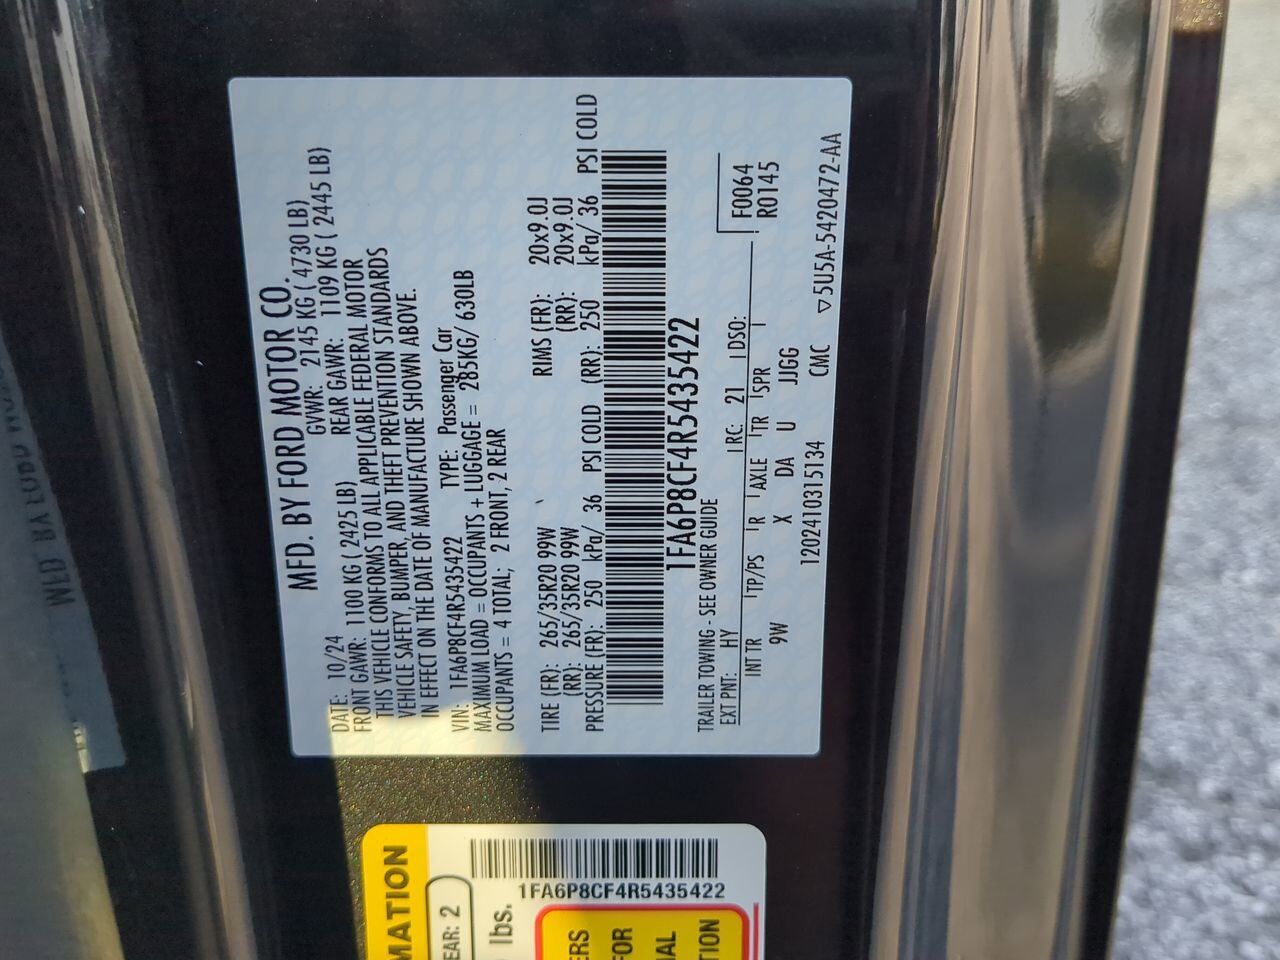 MFD. BY FORD MOTOR CO.
DATE: 10/24 GVWR: 2145 KG ( 4730 LB)
FRONT GAWR: 1100 KG ( 2425 LB) REAR GAWR: 1109 KG ( 2445 LB)
THIS VEHICLE CONFORMS TO ALL APPLICABLE FEDERAL MOTOR
VEHICLE SAFETY, BUMPER, AND THEFT PREVENTION STANDARDS
IN EFFECT ON THE DATE OF MANUFACTURE SHOWN ABOVE.
VIN: 1FA6P8CF4R5435422 TYPE: Passenger Car
MAXIMUM LOAD = OCCUPANTS + LUGGAGE = 285KG/ 630LB
OCCUPANTS = 4 TOTAL; 2 FRONT, 2 REAR
TIRE (FR): 265/35R20 99W RIMS (FR): 20x9.0J
(RR): 265/35R20 99W (RR): 20x9.0J
PRESSURE (FR): 250 kPa/ 36 PSI COLD (RR): 250 kPa/ 36 PSI COLD
1FA6P8CF4R5435422
TRAILER TOWING - SEE OWNER GUIDE
EXT PNT: HY RC: 21 DSO: F0064
R0145
INT TR TP/PS R AXLE TR SPR
9W X DA U JJGG
120241031513​4 CMC ▽5U5A-5420472-AA
MATION
EAR: 2
1FA6P8CF4R5435422
lbs.
ERS
FOR
IAL
TION